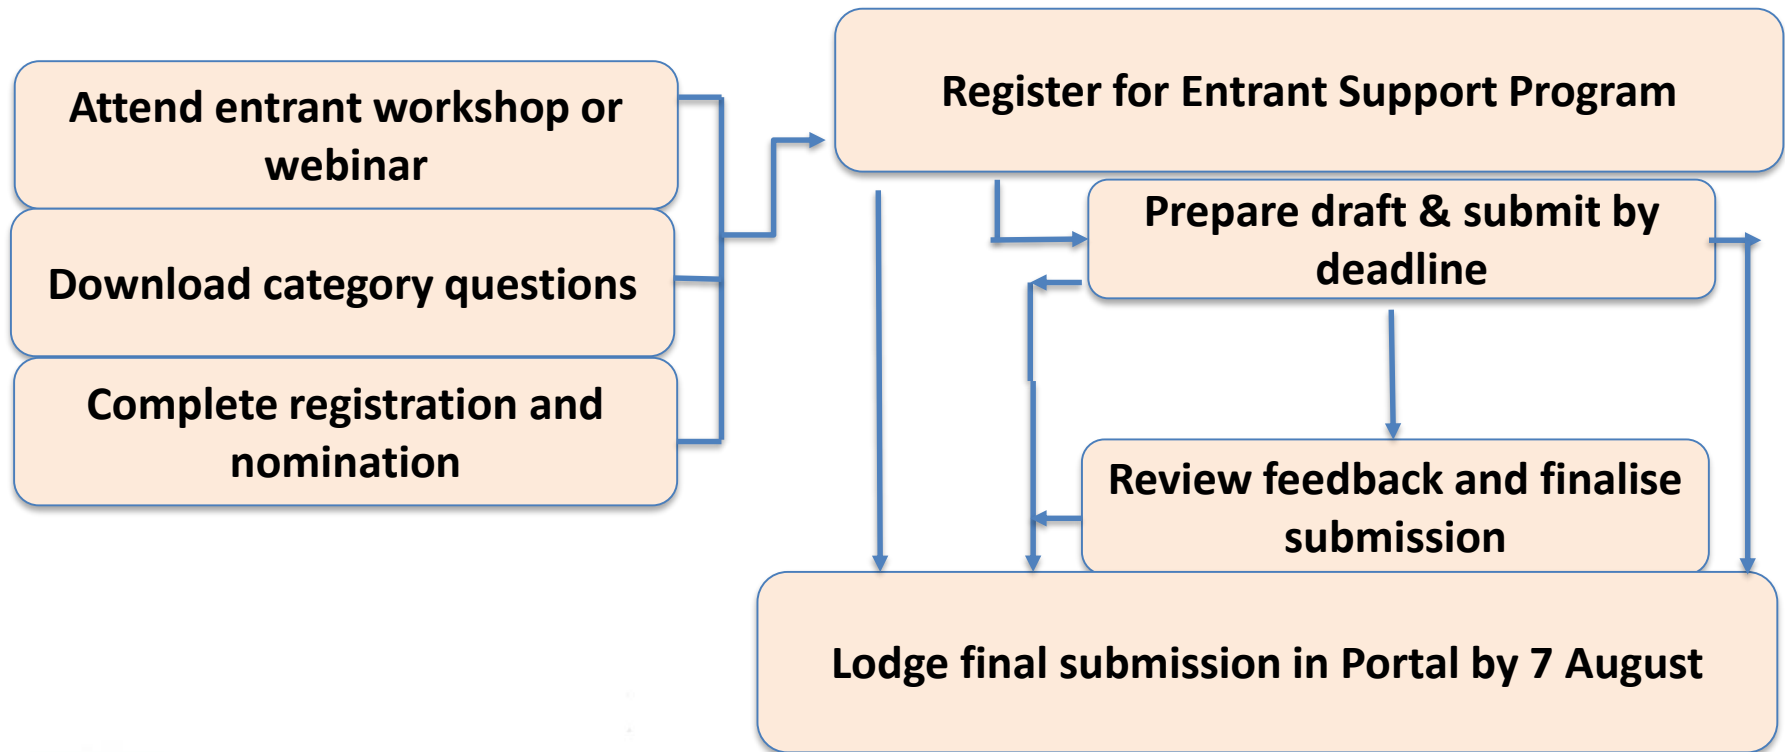 Attend entrant workshop or
webinar
Download category questions
Complete registration and
nomination
Register for Entrant Support Program
Prepare draft & submit by
deadline
Review feedback and finalise
submission
Lodge final submission in Portal by 7 August